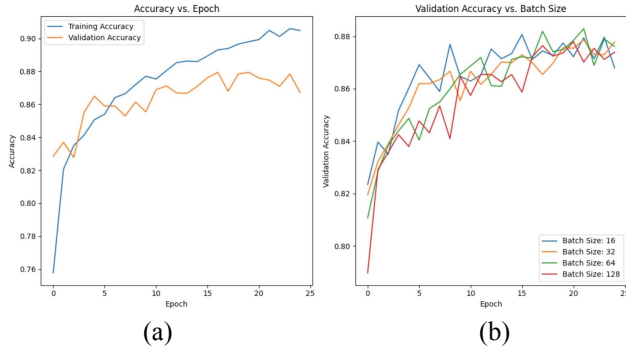 Accuracy vs. Epoch
Training Accuracy
Validation Accuracy
0.90
0.88
0.86
0.84
0.82
0.80
0.78
0.76
Accuracy
0
5
10
15
20
25
Epoch
(a)
Validation Accuracy vs. Batch Size
0.88
0.86
0.84
0.82
0.80
Validation Accuracy
Batch Size: 16
Batch Size: 32
Batch Size: 64
Batch Size: 128
0
5
10
15
20
25
Epoch
(b)